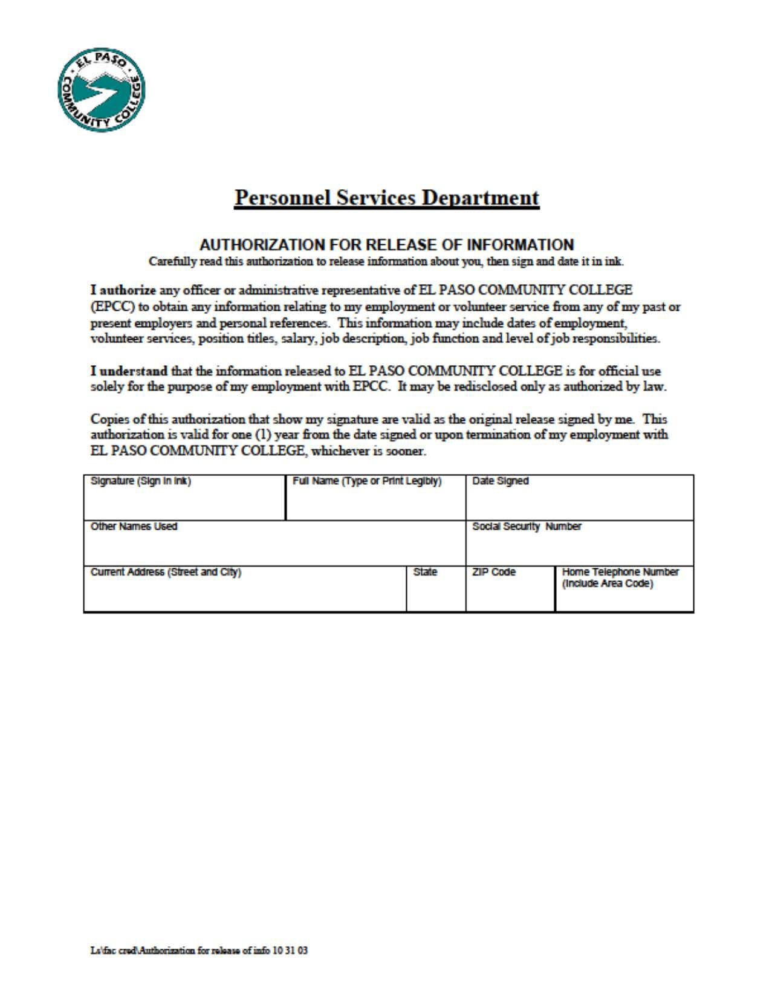 EL PASO
COMMUNITY COLLEGE
Personnel Services Department
AUTHORIZATION FOR RELEASE OF INFORMATION
Carefully read this authorization to release information about you, then sign and date it in ink.
I authorize any officer or administrative representative of EL PASO COMMUNITY COLLEGE
(EPCC) to obtain any information relating to my employment or volunteer service from any of my past or
present employers and personal references. This information may include dates of employment,
volunteer services, position titles, salary, job description, job function and level of job responsibilities.
I understand that the information released to EL PASO COMMUNITY COLLEGE is for official use
solely for the purpose of my employment with EPCC. It may be redisclosed only as authorized by law.
Copies of this authorization that show my signature are valid as the original release signed by me. This
authorization is valid for one (1) year from the date signed or upon termination of my employment with
EL PASO COMMUNITY COLLEGE, whichever is sooner.
Signature (Sign in Ink)
Full Name (Type or Print Legibly)
Date Signed
Other Names Used
Social Security Number
Current Address (Street and City)
State
ZIP Code
Home Telephone Number
(Include Area Code)
Ls\fac cred\Authorization for release of info 10 31 03